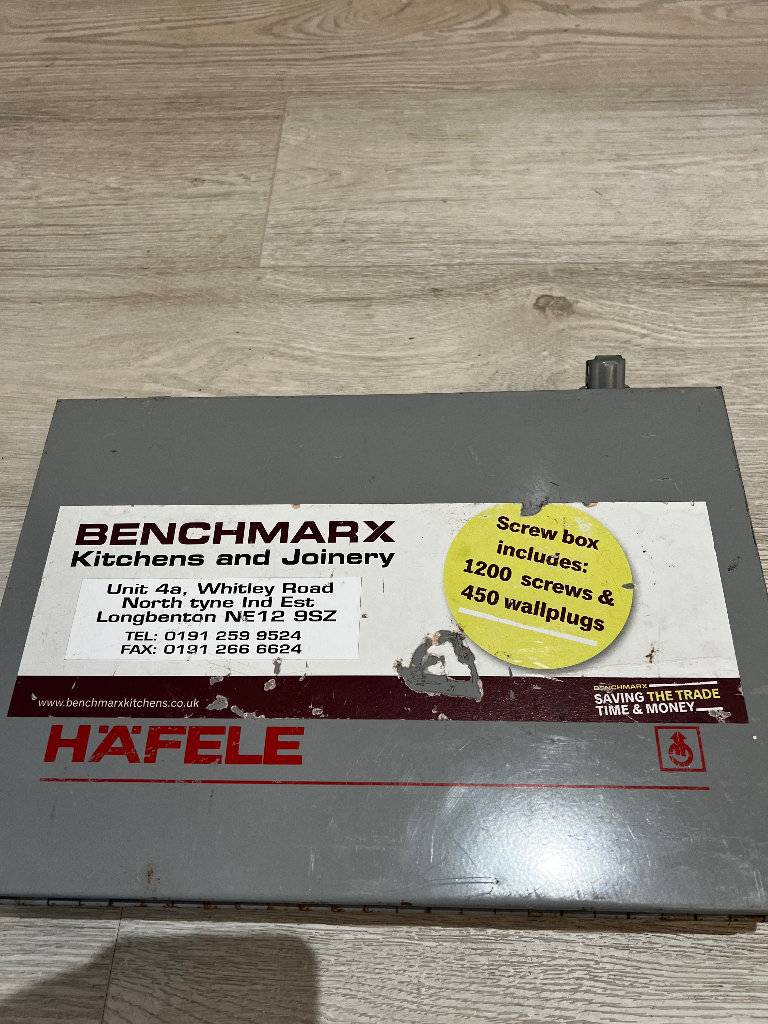 BENCHMARX
Kitchens and Joinery
Unit 4a, Whitley Road
North tyne Ind Est
Longbenton NE12 9SZ
TEL: 0191 259 9524
FAX: 0191 266 6624
Screw box
includes:
1200 screws &
450 wallplugs
www.benchmarxkitchens.co.uk
BENCHMARX
SAVING THE TRADE
TIME & MONEY
HÄFELE